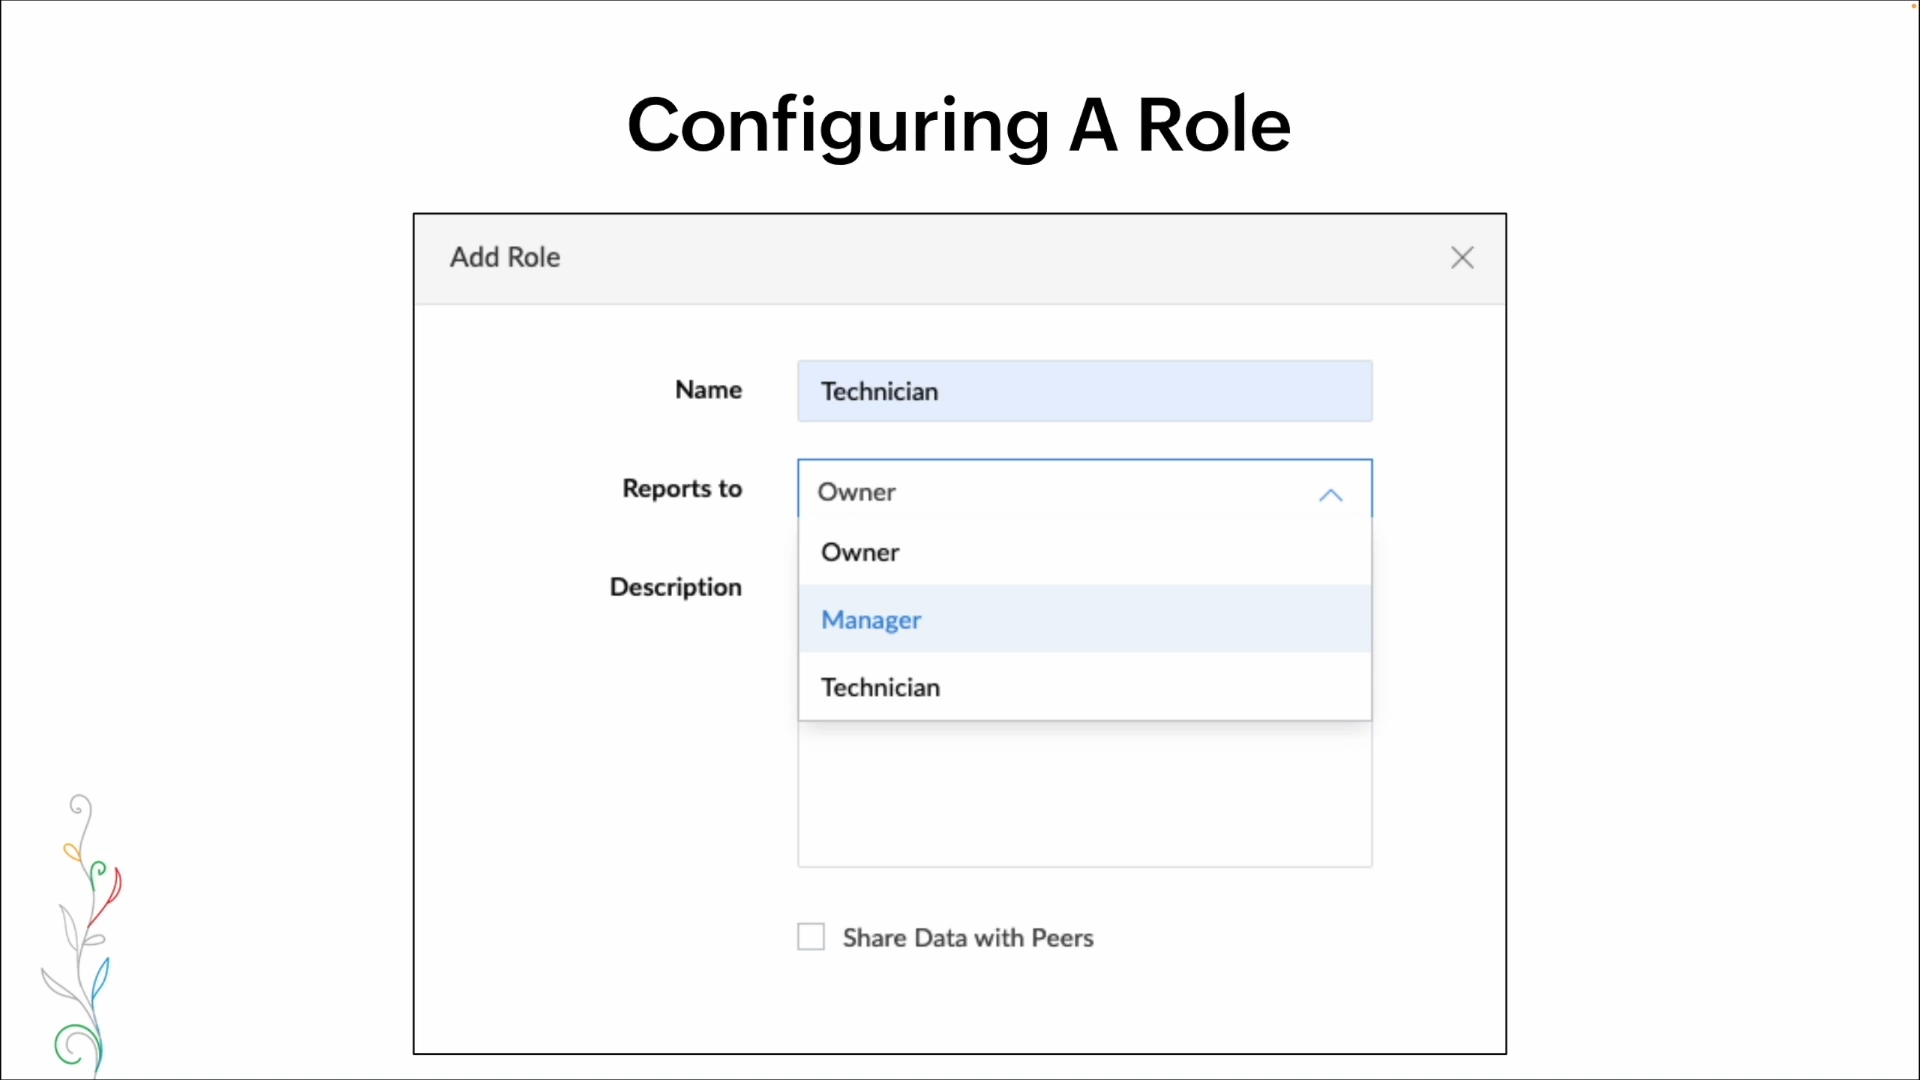 Configuring A Role
Add Role
Name
Technician
Reports to
Owner
Owner
Description
Manager
Technician
Share Data with Peers